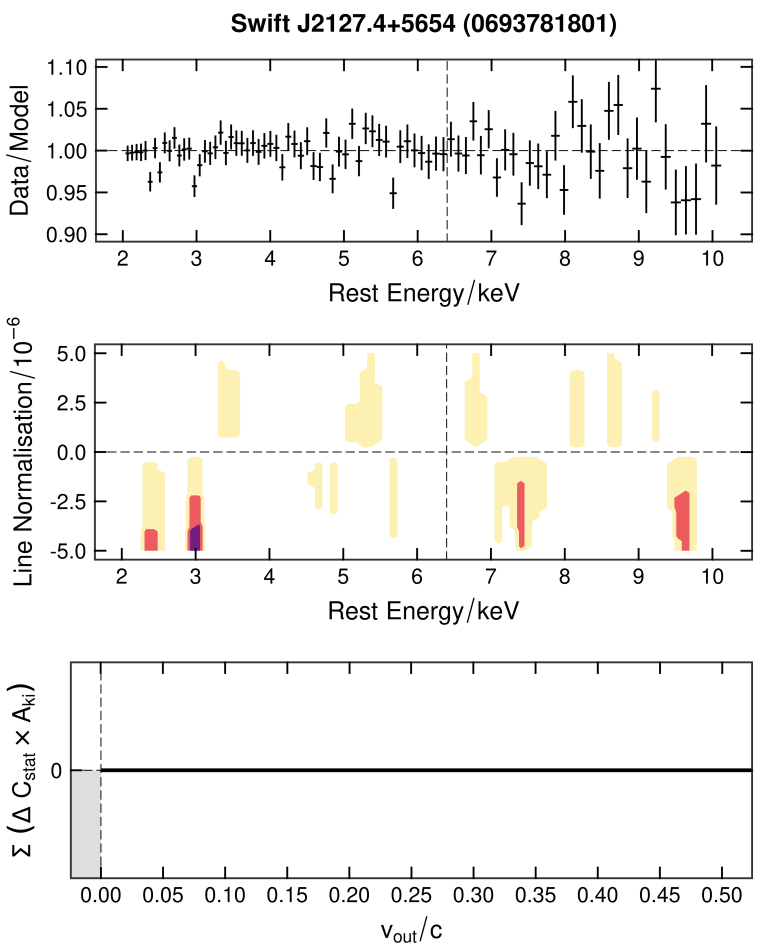 Swift J2127.4+5654 (0693781801)
Data/Model
1.10
1.05
1.00
0.95
0.90
2 3 4 5 6 7 8 9 10
Rest Energy/keV
Line Normalisation/10⁻⁶
5.0
2.5
0.0
-2.5
-5.0
2 3 4 5 6 7 8 9 10
Rest Energy/keV
Σ (Δ C_stat × A_ki)
0
0.00 0.05 0.10 0.15 0.20 0.25 0.30 0.35 0.40 0.45 0.50
v_out/c